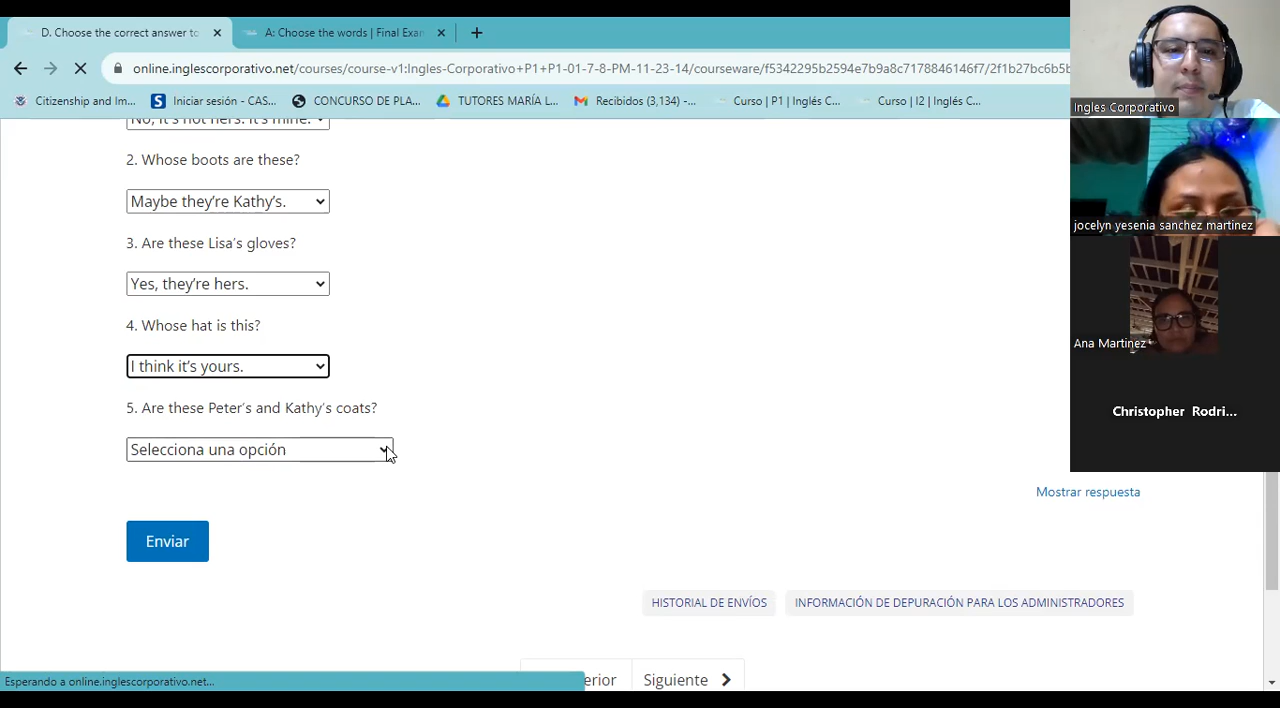 D. Choose the correct answer to
A: Choose the words | Final Exan
online.inglescorporativo.net/courses/course-v1:Ingles-Corporativo+P1+P1-01-7-8-PM-11-23-14/courseware/f5342295b2594e7b9a8c7178846146f7/2f1b27bc6b5b
Citizenship and Im...
Iniciar sesión - CAS...
CONCURSO DE PLA...
TUTORES MARÍA L...
Recibidos (3,134) -...
Curso | P1 | Inglés C...
Curso | I2 | Inglés C...
Ingles Corporativo
No, it's not hers. It's mine.
2. Whose boots are these?
Maybe they're Kathy's.
jocelyn yesenia sanchez martinez
3. Are these Lisa's gloves?
Yes, they're hers.
4. Whose hat is this?
Ana Martinez
I think it's yours.
5. Are these Peter's and Kathy's coats?
Christopher Rodri...
Selecciona una opción
Mostrar respuesta
Enviar
HISTORIAL DE ENVÍOS
INFORMACIÓN DE DEPURACIÓN PARA LOS ADMINISTRADORES
erior
Siguiente
Esperando a online.inglescorporativo.net...